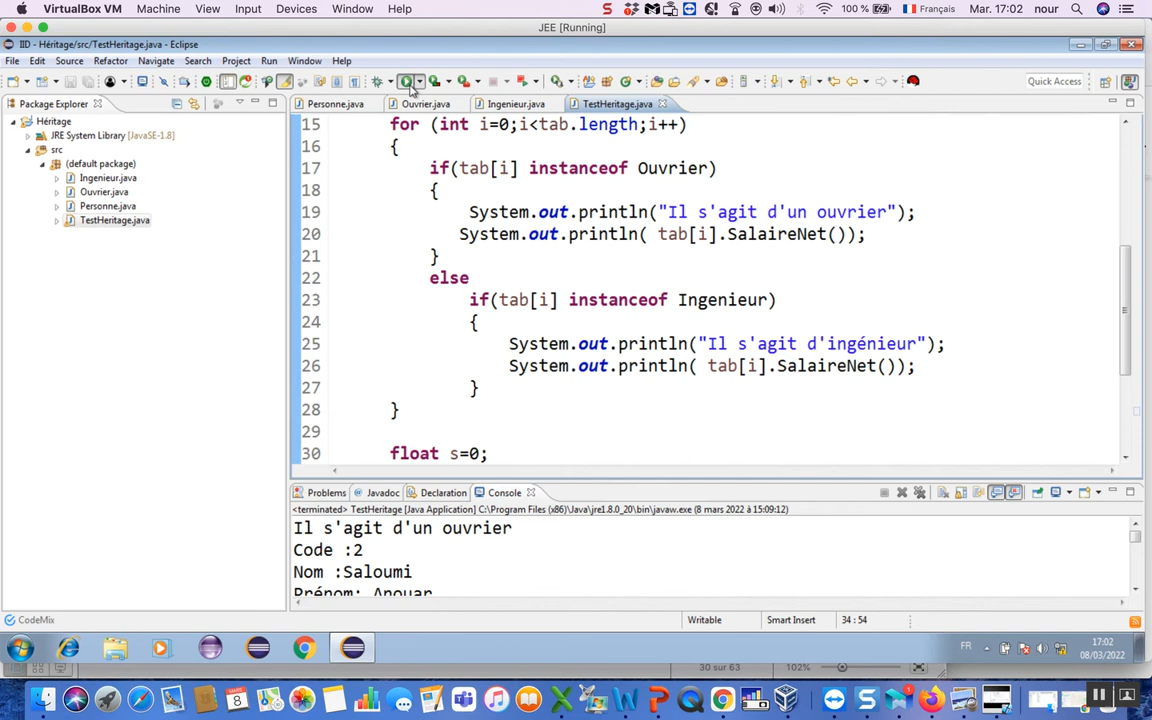 VirtualBox VM Machine View Input Devices Window Help 100 % Français Mar. 17:02 nour
JEE [Running]
IID - Héritage/src/TestHeritage.java - Eclipse
File Edit Source Refactor Navigate Search Project Run Window Help
Quick Access
Package Explorer
Personne.java Ouvrier.java Ingenieur.java TestHeritage.java
Héritage
JRE System Library [JavaSE-1.8]
src
(default package)
Ingenieur.java
Ouvrier.java
Personne.java
TestHeritage.java
15 for (int i=0;i<tab.length;i++)
16 {
17 if(tab[i] instanceof Ouvrier)
18 {
19 System.out.println("Il s'agit d'un ouvrier");
20 System.out.println( tab[i].SalaireNet());
21 }
22 else
23 if(tab[i] instanceof Ingenieur)
24 {
25 System.out.println("Il s'agit d'ingénieur");
26 System.out.println( tab[i].SalaireNet());
27 }
28 }
29
30 float s=0;
Problems Javadoc Declaration Console
<terminated> TestHeritage [Java Application] C:\Program Files (x86)\Java\jre1.8.0_20\bin\javaw.exe (8 mars 2022 à 15:09:12)
Il s'agit d'un ouvrier
Code :2
Nom :Saloumi
Prénom: Anouar
CodeMix
Writable Smart Insert 34 : 54
FR 17:02
08/03/2022
30 sur 63 102%